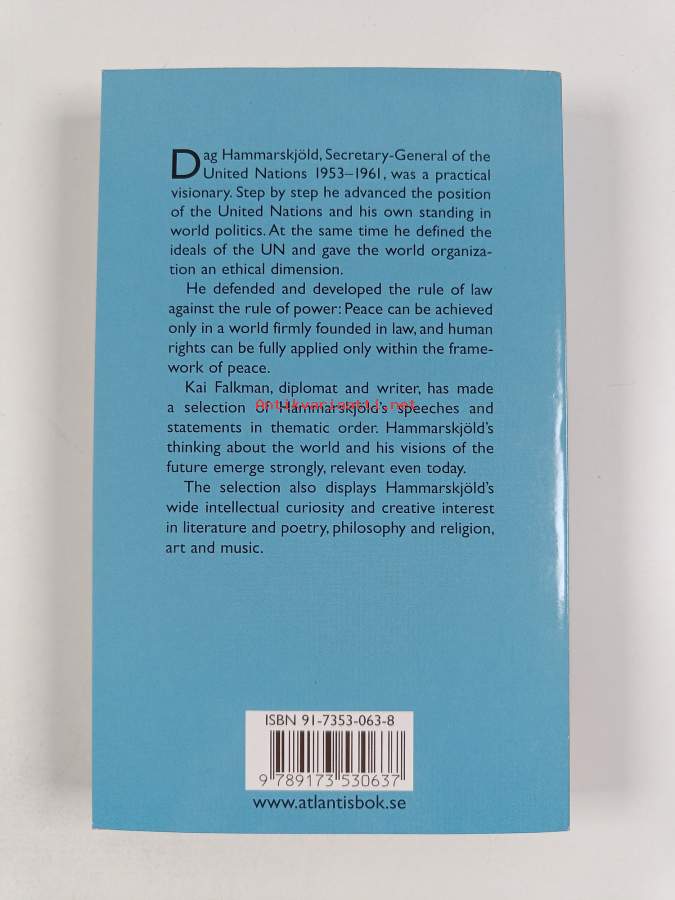 Dag Hammarskjöld, Secretary-General of the
United Nations 1953–1961, was a practical
visionary. Step by step he advanced the position
of the United Nations and his own standing in
world politics. At the same time he defined the
ideals of the UN and gave the world organiza-
tion an ethical dimension.
He defended and developed the rule of law
against the rule of power: Peace can be achieved
only in a world firmly founded in law, and human
rights can be fully applied only within the frame-
work of peace.
Kai Falkman, diplomat and writer, has made
a selection of Hammarskjöld's speeches and
Antikvariaatti.net
statements in thematic order. Hammarskjöld's
thinking about the world and his visions of the
future emerge strongly, relevant even today.
The selection also displays Hammarskjöld's
wide intellectual curiosity and creative interest
in literature and poetry, philosophy and religion,
art and music.
ISBN 91-7353-063-8
9 789173 530637
www.atlantisbok.se